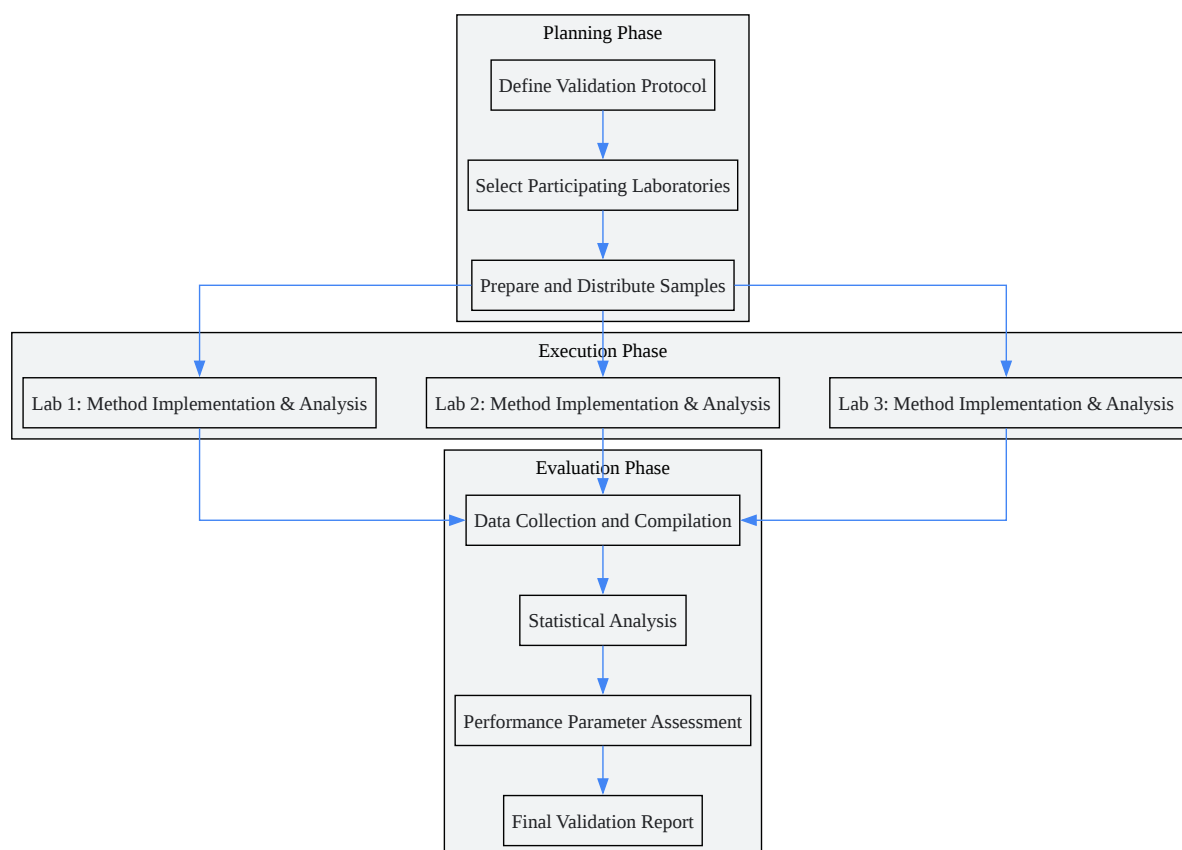 Planning Phase
Define Validation Protocol
Select Participating Laboratories
Prepare and Distribute Samples
Execution Phase
Lab 1: Method Implementation & Analysis
Lab 2: Method Implementation & Analysis
Lab 3: Method Implementation & Analysis
Evaluation Phase
Data Collection and Compilation
Statistical Analysis
Performance Parameter Assessment
Final Validation Report